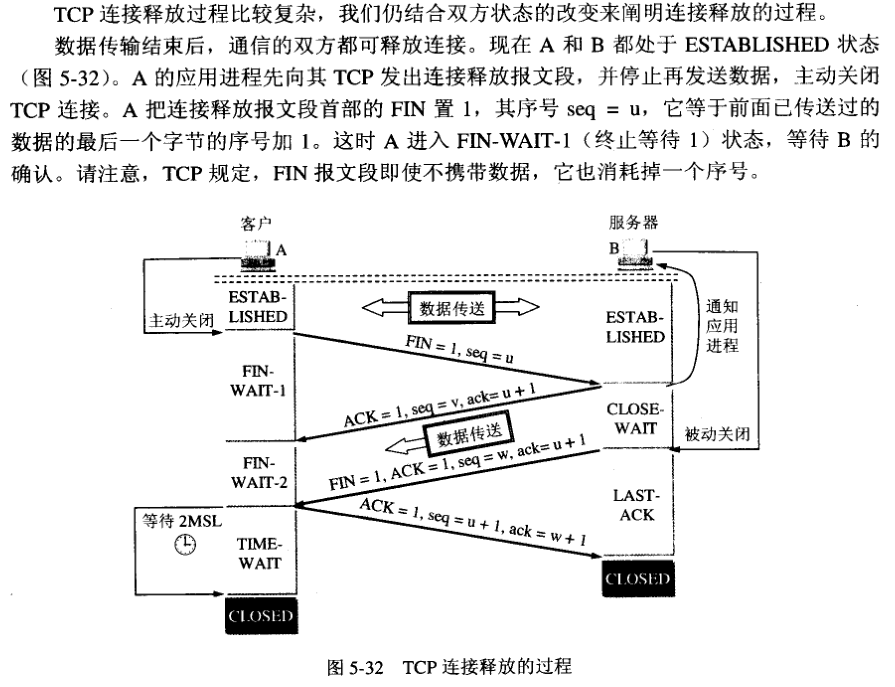 TCP 连接释放过程比较复杂，我们仍结合双方状态的改变来阐明连接释放的过程。
数据传输结束后，通信的双方都可释放连接。现在 A 和 B 都处于 ESTABLISHED 状态
（图 5-32）。A 的应用进程先向其 TCP 发出连接释放报文段，并停止再发送数据，主动关闭
TCP 连接。A 把连接释放报文段首部的 FIN 置 1，其序号 seq = u，它等于前面已传送过的
数据的最后一个字节的序号加 1。这时 A 进入 FIN-WAIT-1（终止等待 1）状态，等待 B 的
确认。请注意，TCP 规定，FIN 报文段即使不携带数据，它也消耗掉一个序号。
客户
服务器
A
B
ESTAB-
LISHED
主动关闭
数据传送
ESTAB-
LISHED
通知
应用
进程
FIN = 1, seq = u
FIN-
WAIT-1
ACK = 1, seq = v, ack= u + 1
CLOSE-
WAIT
数据传送
被动关闭
FIN-
WAIT-2
FIN = 1, ACK = 1, seq = w, ack= u + 1
LAST-
ACK
ACK = 1, seq = u + 1, ack = w + 1
等待 2MSL
TIME-
WAIT
CLOSED
CLOSED
图 5-32 TCP 连接释放的过程